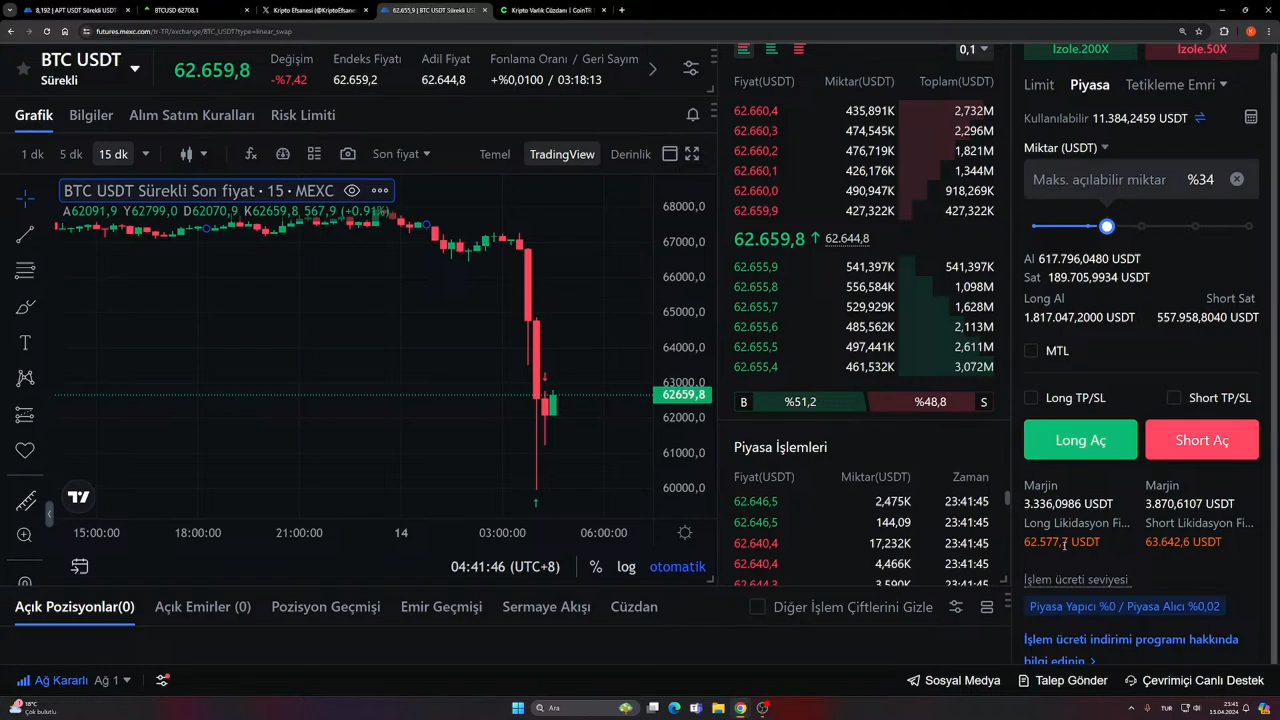 8,192 | APT USDT Sürekli USDT
BTCUSD 62708.1
Kripto Efsanesi (@KriptoEfsane
62.655,9 | BTC USDT Sürekli US
Kripto Varlık Cüzdanı | CoinTR
futures.mexc.com/tr-TR/exchange/BTC_USDT?type=linear_swap
BTC USDT
Sürekli
62.659,8
Değişim
%-7,42
Endeks Fiyatı
62.659,2
Adil Fiyat
62.644,8
Fonlama Oranı / Geri Sayım
+%0,0100 / 03:18:13
Grafik Bilgiler Alım Satım Kuralları Risk Limiti
1 dk 5 dk 15 dk Son fiyat Temel TradingView Derinlik
BTC USDT Sürekli Son fiyat · 15 · MEXC
A62091,9 Y62799,0 D62070,9 K62659,8 567,9 (+0.91%)
68000,0
67000,0
66000,0
65000,0
64000,0
63000,0
62659,8
62000,0
61000,0
60000,0
15:00:00 18:00:00 21:00:00 14 03:00:00 06:00:00
04:41:46 (UTC+8) % log otomatik
0,1
Fiyat(USDT) Miktar(USDT) Toplam(USDT)
62.660,4 435,891K 2,732M
62.660,3 474,545K 2,296M
62.660,2 476,719K 1,821M
62.660,1 426,176K 1,344M
62.660,0 490,947K 918,269K
62.659,9 427,322K 427,322K
62.659,8 62.644,8
62.655,9 541,397K 541,397K
62.655,8 556,584K 1,098M
62.655,7 529,929K 1,628M
62.655,6 485,562K 2,113M
62.655,5 497,441K 2,611M
62.655,4 461,532K 3,072M
B %51,2 %48,8 S
Piyasa İşlemleri
Fiyat(USDT) Miktar(USDT) Zaman
62.646,5 2,475K 23:41:45
62.646,5 144,09 23:41:45
62.640,4 17,232K 23:41:45
62.640,4 4,466K 23:41:45
62.644,3 3,590K 23:41:45
İzole.200X İzole.50X
Limit Piyasa Tetikleme Emri
Kullanılabilir 11.384,2459 USDT
Miktar (USDT)
Maks. açılabilir miktar %34
Al 617.796,0480 USDT
Sat 189.705,9934 USDT
Long Al Short Sat
1.817.047,2000 USDT 557.958,8040 USDT
MTL
Long TP/SL Short TP/SL
Long Aç Short Aç
Marjin Marjin
3.336,0986 USDT 3.870,6107 USDT
Long Likidasyon Fi... Short Likidasyon Fi...
62.577, USDT 63.642,6 USDT
İşlem ücreti seviyesi
Piyasa Yapıcı %0 / Piyasa Alıcı %0,02
İşlem ücreti indirimi programı hakkında
bilgi edinin >
Açık Pozisyonlar(0) Açık Emirler (0) Pozisyon Geçmişi Emir Geçmişi Sermaye Akışı Cüzdan Diğer İşlem Çiftlerini Gizle
Ağ Kararlı Ağ 1 Sosyal Medya Talep Gönder Çevrimiçi Canlı Destek
18°C
Çok bulutlu
Ara
23:41
13.04.2024